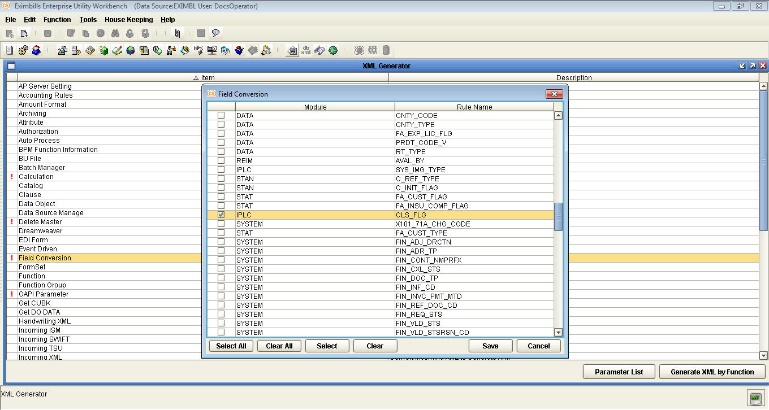 Eximbills Enterprise Utility Workbench (Data Source:EXIMBL User: DocsOperator)
File Edit Function Tools House Keeping Help
XML Generator
Item Description
AP Server Setting
Accounting Rules
Amount Format
Archiving
Attribute
Authorization
Auto Process
BPM Function Information
BU File
Batch Manager
! Calculation
Catalog
Clause
Data Object
Data Source Manage
! Delete Master
Dreamweaver
EDI Form
Event Driven
! Field Conversion
FormSet
Function
Function Group
! GAPI Parameter
Get CUBK
Get DO DATA
Handwriting XML
Incoming ISM
Incoming SWIFT
Incoming TSU
Incoming XML
Field Conversion
Module Rule Name
DATA CNTY_CODE
DATA CNTY_TYPE
DATA FA_EXP_LIC_FLG
DATA PRDT_CODE_V
DATA RT_TYPE
REIM AVAL_BY
IPLC SYS_IMG_TYPE
STAN C_REF_TYPE
STAN C_INIT_FLAG
STAT FA_CUST_FLAG
STAT FA_INSU_COMP_FLAG
IPLC CLS_FLG
SYSTEM X101_71A_CHG_CODE
STAT FA_CUST_TYPE
SYSTEM FIN_ADJ_DRCTN
SYSTEM FIN_ADR_TP
SYSTEM FIN_CONT_NMPRFX
SYSTEM FIN_CXL_STS
SYSTEM FIN_DOC_TP
SYSTEM FIN_INF_CD
SYSTEM FIN_INVC_PMT_MTD
SYSTEM FIN_REF_DOC_CD
SYSTEM FIN_REQ_STS
SYSTEM FIN_VLD_STS
SYSTEM FIN_VLD_STSRSN_CD
Select All Clear All Select Clear Save Cancel
Parameter List Generate XML by Function
XML Generator